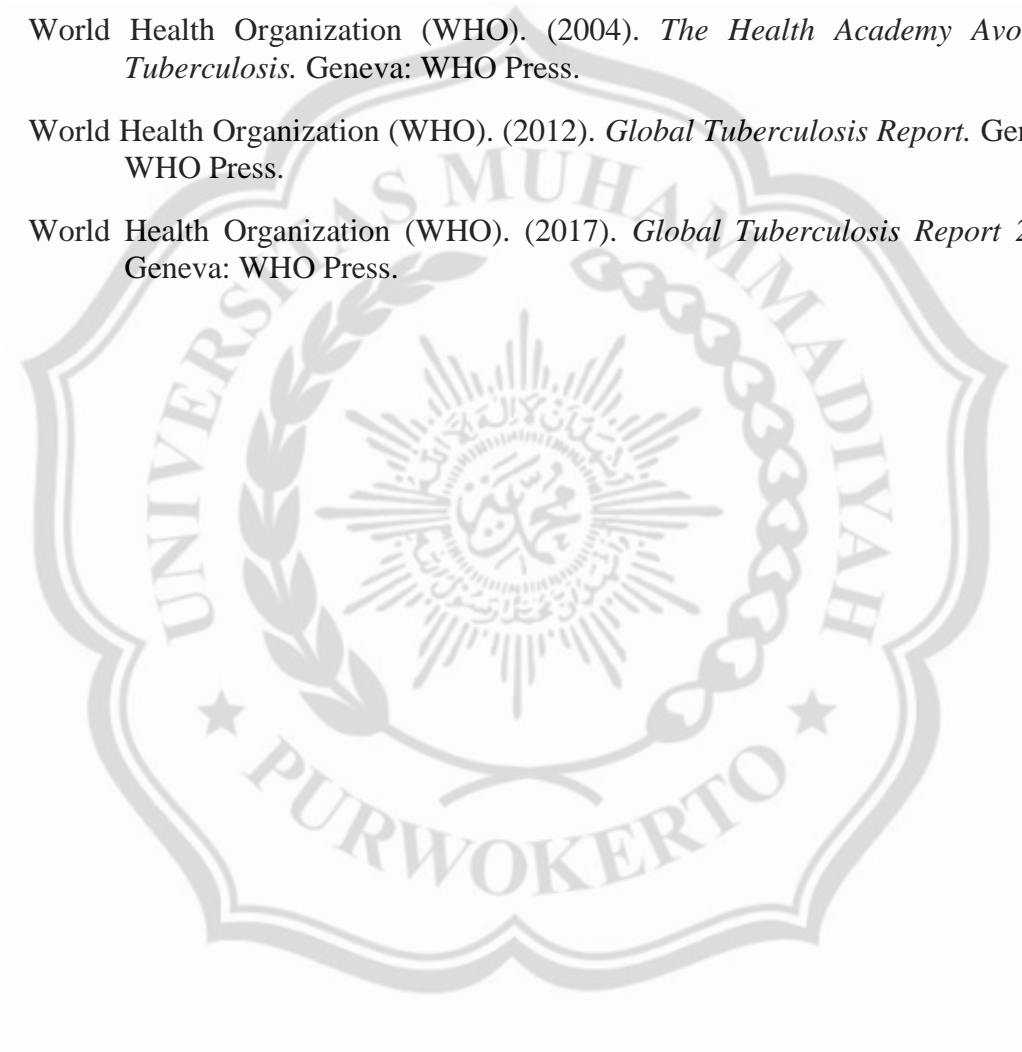 World Health Organization (WHO). (2004). The Health Academy Avo
Tuberculosis. Geneva: WHO Press.
World Health Organization (WHO). (2012). Global Tuberculosis Report. Ge
WHO Press.
World Health Organization (WHO). (2017). Global Tuberculosis Report 2
Geneva: WHO Press.
UNIVERSITAS MUHAMMADIYAH
PURWOKERTO